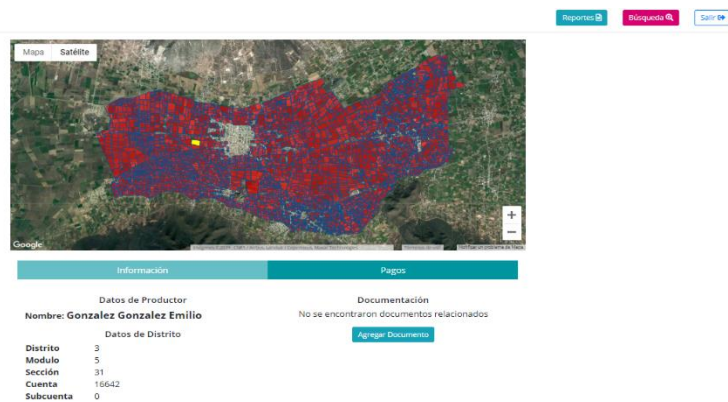 Reportes
Búsqueda
Salir
Mapa Satélite
+
−
Google
Información Pagos
Datos de Productor
Nombre: Gonzalez Gonzalez Emilio
Datos de Distrito
Distrito 3
Modulo 5
Sección 31
Cuenta 16642
Subcuenta 0
Documentación
No se encontraron documentos relacionados
Agregar Documento